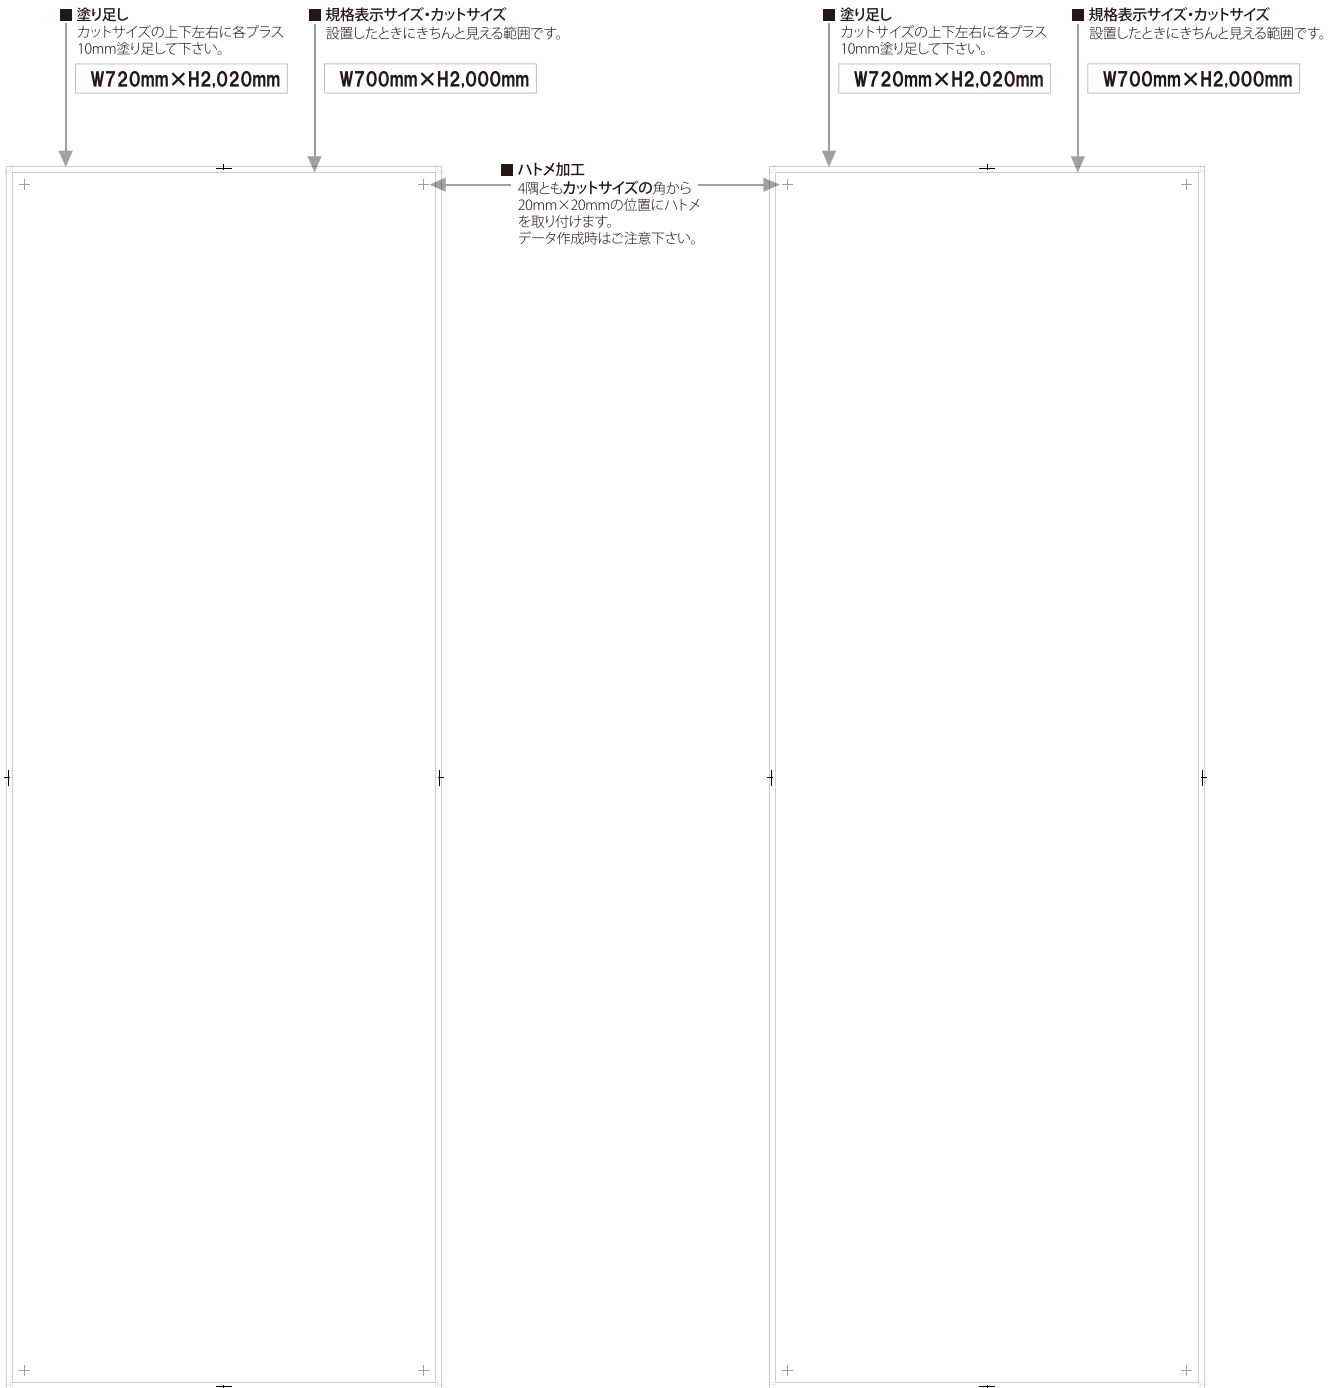 ■ 塗り足し
カットサイズの上下左右に各プラス
10mm塗り足して下さい。
W720mm×H2,020mm
■ 規格表示サイズ・カットサイズ
設置したときにきちんと見える範囲です。
W700mm×H2,000mm
■ 塗り足し
カットサイズの上下左右に各プラス
10mm塗り足して下さい。
W720mm×H2,020mm
■ 規格表示サイズ・カットサイズ
設置したときにきちんと見える範囲です。
W700mm×H2,000mm
■ ハトメ加工
4隅ともカットサイズの角から
20mm×20mmの位置にハトメ
を取り付けます。
データ作成時はご注意下さい。